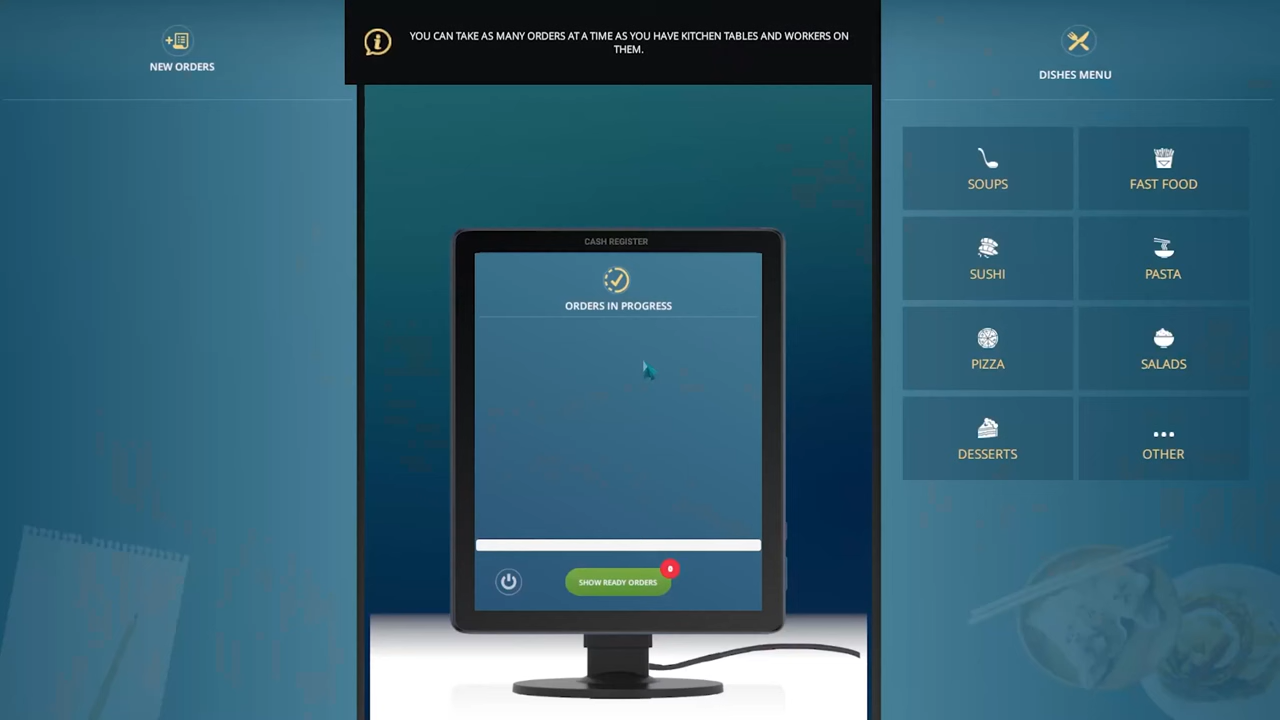 NEW ORDERS
YOU CAN TAKE AS MANY ORDERS AT A TIME AS YOU HAVE KITCHEN TABLES AND WORKERS ON
THEM.
CASH REGISTER
ORDERS IN PROGRESS
SHOW READY ORDERS
0
DISHES MENU
SOUPS
FAST FOOD
SUSHI
PASTA
PIZZA
SALADS
DESSERTS
OTHER